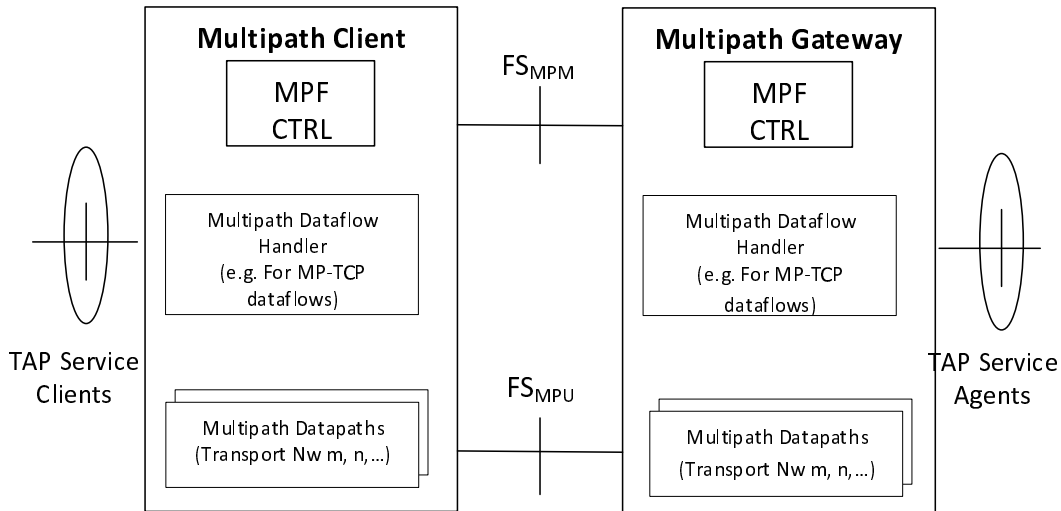 Multipath Client
MPF
CTRL
Multipath Dataflow
Handler
(e.g. For MP-TCP
dataflows)
Multipath Datapaths
(Transport Nw m, n,...)
TAP Service
Clients
FSMPM
FSMPU
Multipath Gateway
MPF
CTRL
Multipath Dataflow
Handler
(e.g. For MP-TCP
dataflows)
Multipath Datapaths
(Transport Nw m, n,...)
TAP Service
Agents